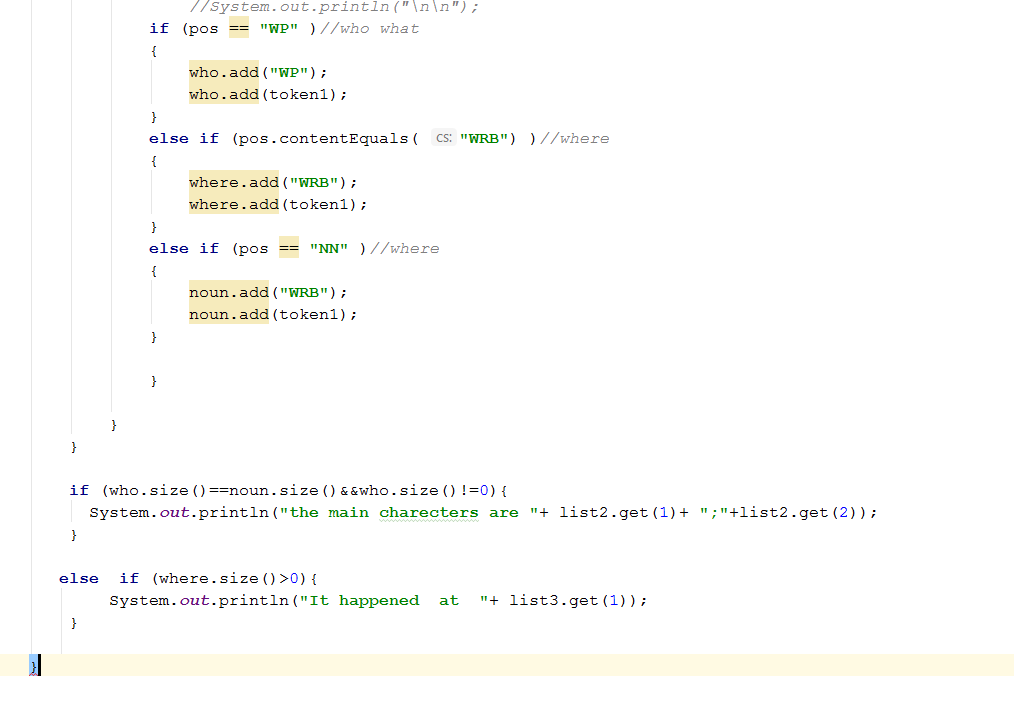 //System.out.println("\n\n");
if (pos == "WP" )//who what
{
who.add("WP");
who.add(token1);
}
else if (pos.contentEquals( cs: "WRB") )//where
{
where.add("WRB");
where.add(token1);
}
else if (pos == "NN" )//where
{
noun.add("WRB");
noun.add(token1);
}
}
}
}
if (who.size()==noun.size()&&who.size()!=0){
System.out.println("the main charecters are "+ list2.get(1)+ ";"+list2.get(2));
}
else  if (where.size()>0){
System.out.println("It happened  at  "+ list3.get(1));
}
}